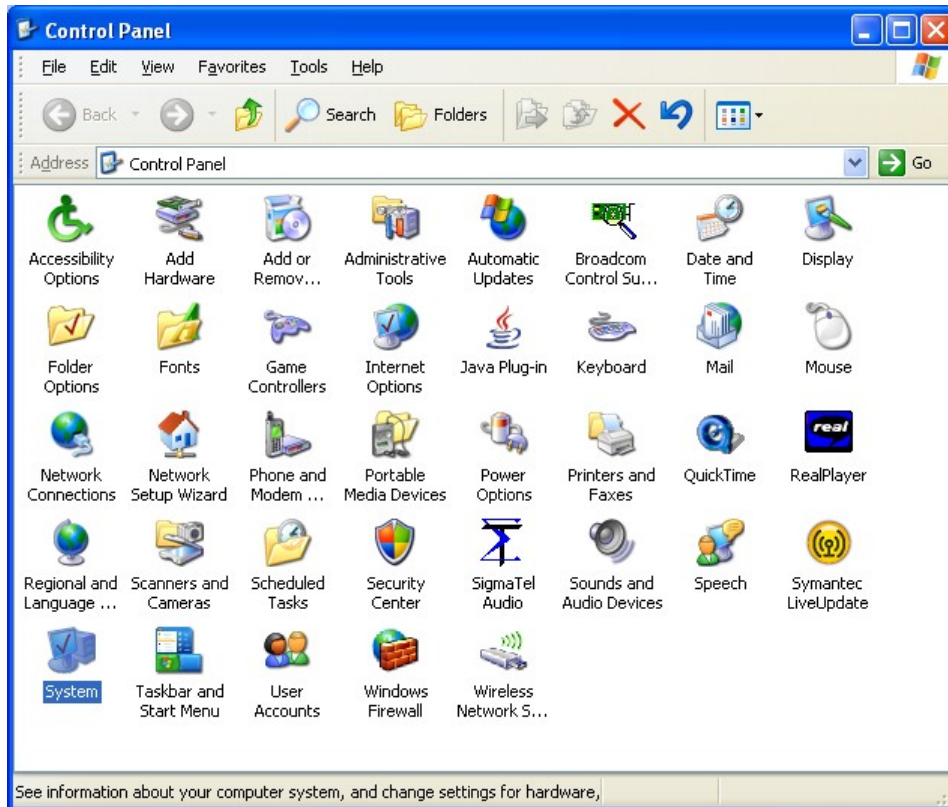 Control Panel
File Edit View Favorites Tools Help
Back Search Folders
Address Control Panel Go
Accessibility Options
Add Hardware
Add or Remov...
Administrative Tools
Automatic Updates
Broadcom Control Su...
Date and Time
Display
Folder Options
Fonts
Game Controllers
Internet Options
Java Plug-in
Keyboard
Mail
Mouse
Network Connections
Network Setup Wizard
Phone and Modem ...
Portable Media Devices
Power Options
Printers and Faxes
QuickTime
real
RealPlayer
Regional and Language ...
Scanners and Cameras
Scheduled Tasks
Security Center
SigmaTel Audio
Sounds and Audio Devices
Speech
Symantec LiveUpdate
System
Taskbar and Start Menu
User Accounts
Windows Firewall
Wireless Network S...
See information about your computer system, and change settings for hardware,